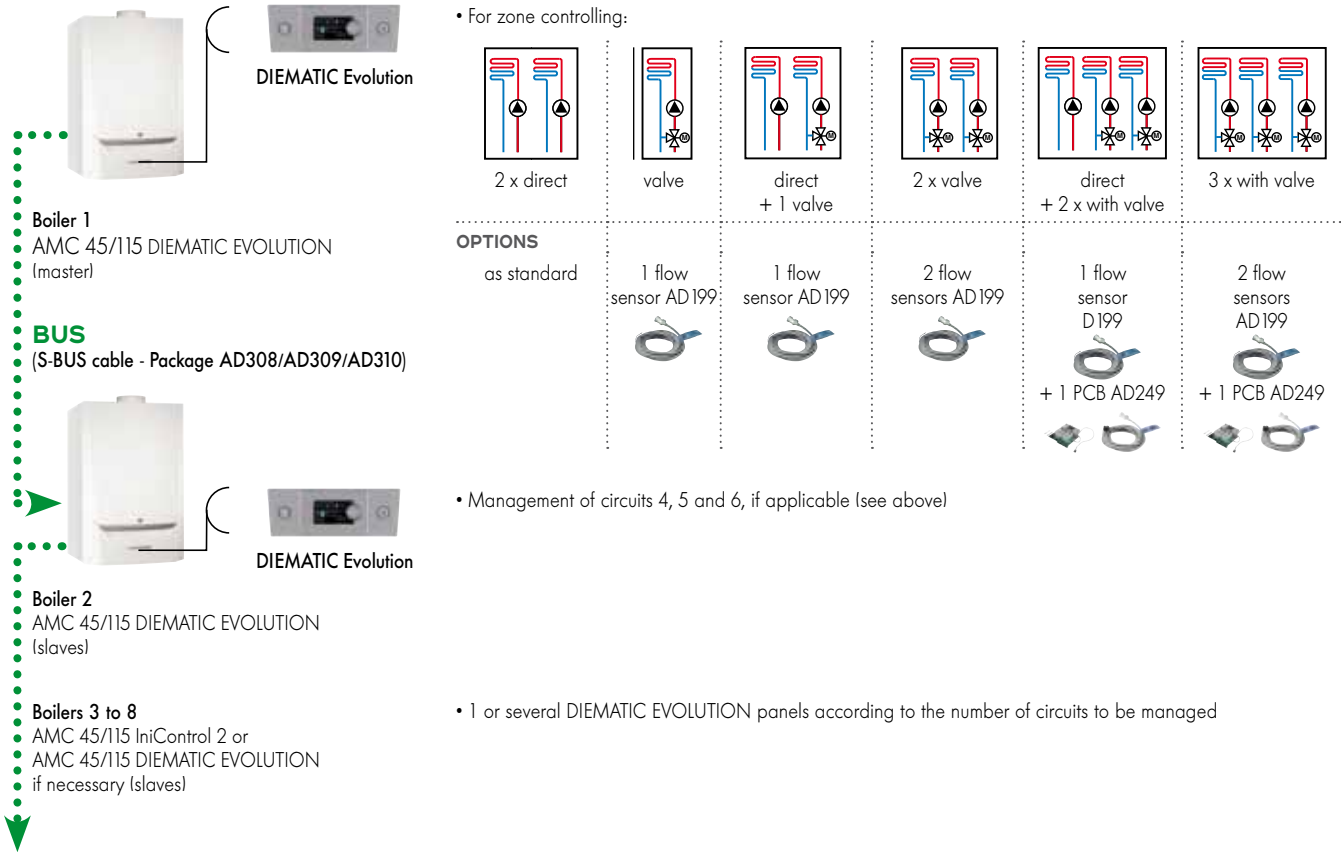 DIEMATIC Evolution
• For zone controlling:
M
M
M
M
M
M
M
M
M
2 x direct
valve
direct
+ 1 valve
2 x valve
direct
+ 2 x with valve
3 x with valve
Boiler 1
AMC 45/115 DIEMATIC EVOLUTION
(master)
OPTIONS
as standard
1 flow
sensor AD199
1 flow
sensor AD199
2 flow
sensors AD199
1 flow
sensor
D199
+ 1 PCB AD249
2 flow
sensors
AD199
+ 1 PCB AD249
BUS
(S-BUS cable - Package AD308/AD309/AD310)
DIEMATIC Evolution
• Management of circuits 4, 5 and 6, if applicable (see above)
Boiler 2
AMC 45/115 DIEMATIC EVOLUTION
(slaves)
Boilers 3 to 8
AMC 45/115 IniControl 2 or
AMC 45/115 DIEMATIC EVOLUTION
if necessary (slaves)
• 1 or several DIEMATIC EVOLUTION panels according to the number of circuits to be managed